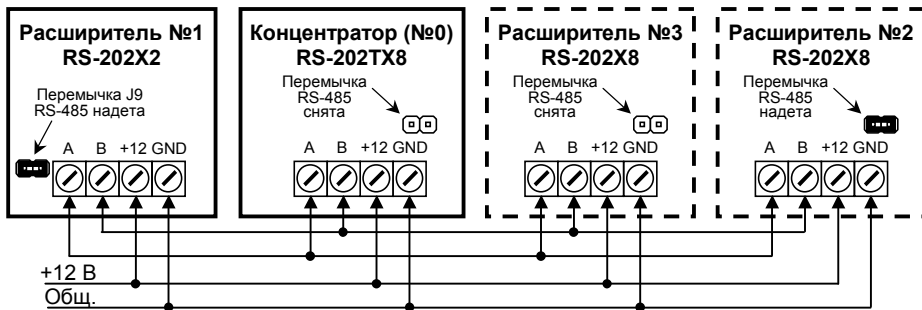 Расширитель №1
RS-202X2
Перемычка J9
RS-485 надета
A B +12 GND
Концентратор (№0)
RS-202TX8
Перемычка
RS-485
снята
A B +12 GND
Расширитель №3
RS-202X8
Перемычка
RS-485
снята
A B +12 GND
Расширитель №2
RS-202X8
Перемычка
RS-485
надета
A B +12 GND
+12 В
Общ.